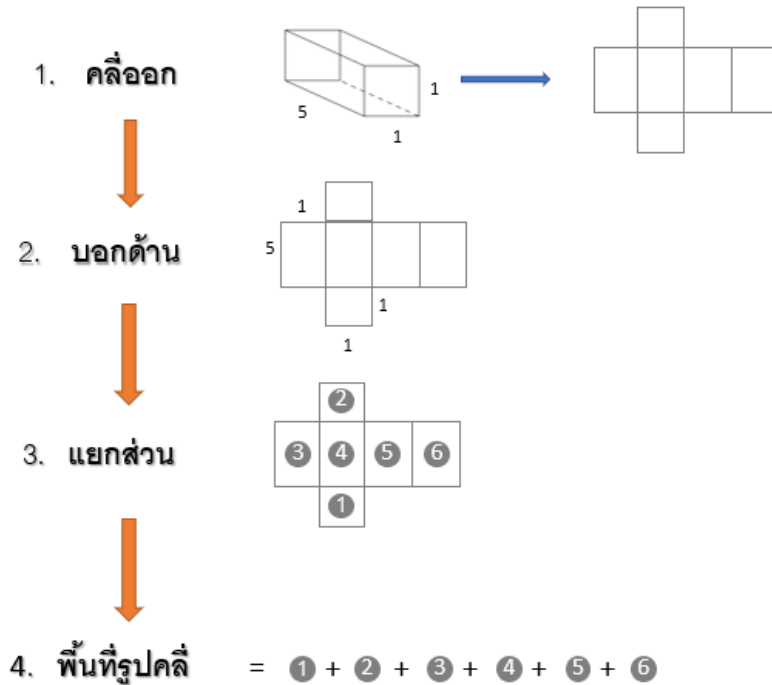 1. คลี่ออก
5
1
1
2. บอกด้าน
1
5
1
1
3. แยกส่วน
2
3 4 5 6
1
4. พื้นที่รูปคลี่ = 1 + 2 + 3 + 4 + 5 + 6